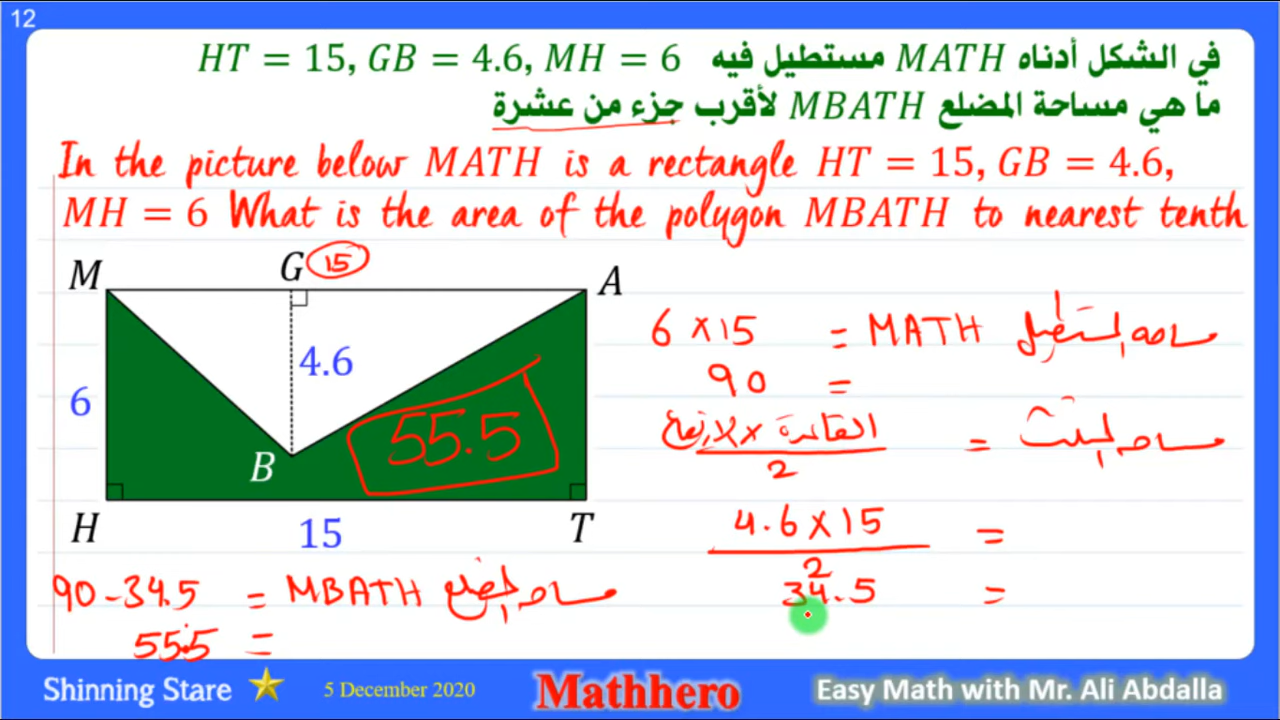 12
في الشكل أدناه MATH مستطيل فيه HT = 15, GB = 4.6, MH = 6
ما هي مساحة المضلع MBATH لأقرب جزء من عشرة
In the picture below MATH is a rectangle HT = 15, GB = 4.6,
MH = 6 What is the area of the polygon MBATH to nearest tenth
M G 15 A
6 4.6
B 55.5
H 15 T
مساحة المستطيل MATH = 6 × 15
= 90
مساحة المثلث = القاعدة × الارتفاع
2
= 4.6 × 15
2
= 34.5
مساحة المضلع MBATH = 90 - 34.5
= 55.5
Shinning Stare 5 December 2020 Mathhero Easy Math with Mr. Ali Abdalla